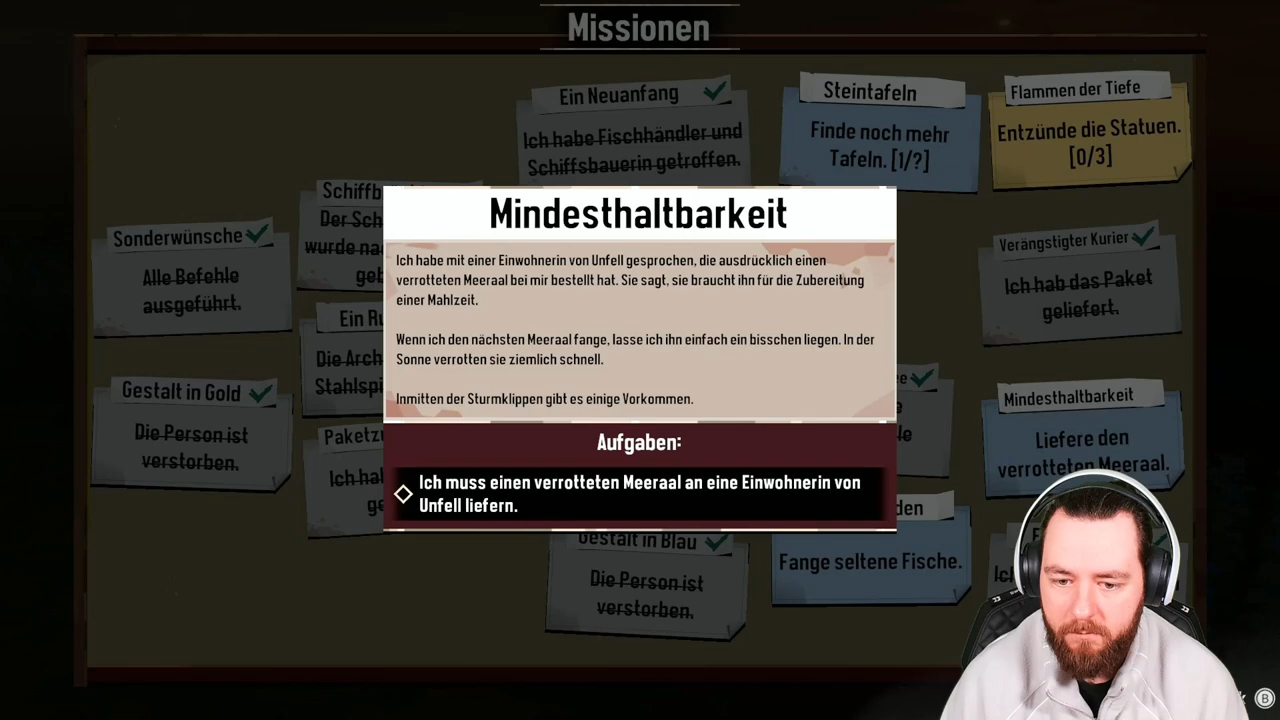 Missionen
Ein Neuanfang
Ich habe Fischhändler und
Schiffsbauerin getroffen.
Steintafeln
Finde noch mehr
Tafeln. [1/?]
Flammen der Tiefe
Entzünde die Statuen.
[0/3]
Sonderwünsche
Alle Befehle
ausgeführt.
Mindesthaltbarkeit
Ich habe mit einer Einwohnerin von Unfell gesprochen, die ausdrücklich einen
verrotteten Meeraal bei mir bestellt hat. Sie sagt, sie braucht ihn für die Zubereitung
einer Mahlzeit.
Wenn ich den nächsten Meeraal fange, lasse ich ihn einfach ein bisschen liegen. In der
Sonne verrotten sie ziemlich schnell.
Inmitten der Sturmklippen gibt es einige Vorkommen.
Aufgaben:
Ich muss einen verrotteten Meeraal an eine Einwohnerin von
Unfell liefern.
Verängstigter Kurier
Ich hab das Paket
geliefert.
Gestalt in Gold
Die Person ist
verstorben.
Mindesthaltbarkeit
Liefere den
verrotteten Meeraal.
Gestalt in Blau
Die Person ist
verstorben.
Fange seltene Fische.
B